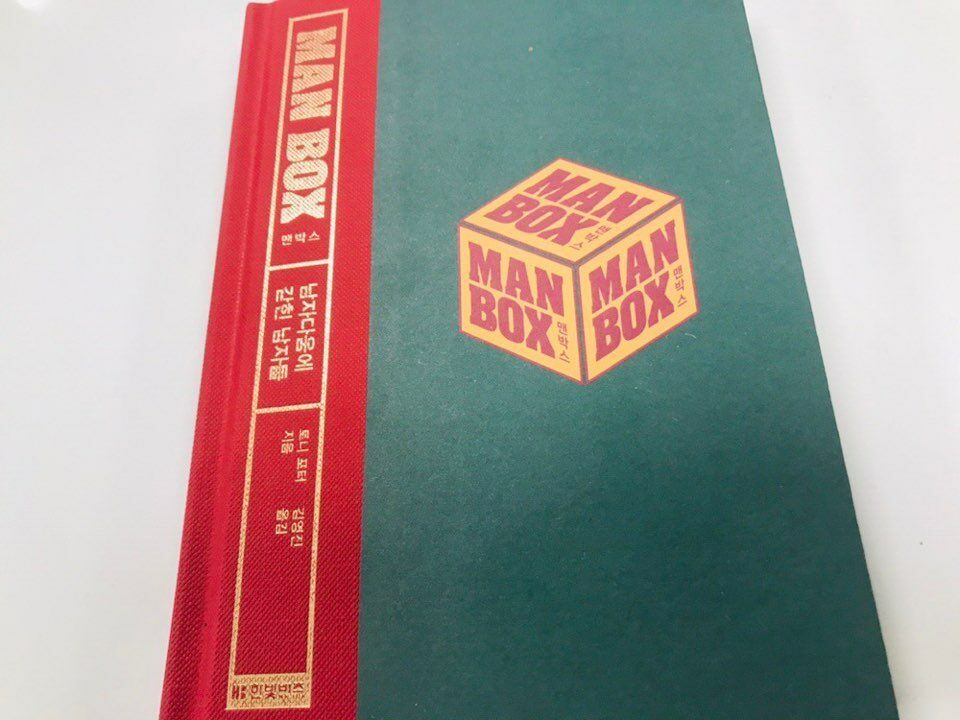 MAN BOX
맨
박
스
남자다움에
갇힌 남자들
토니 포터
지음
김영진
옮김
HB 한빛비즈
MAN
BOX
맨박스
MAN
BOX
맨박스
MAN
BOX
맨박스